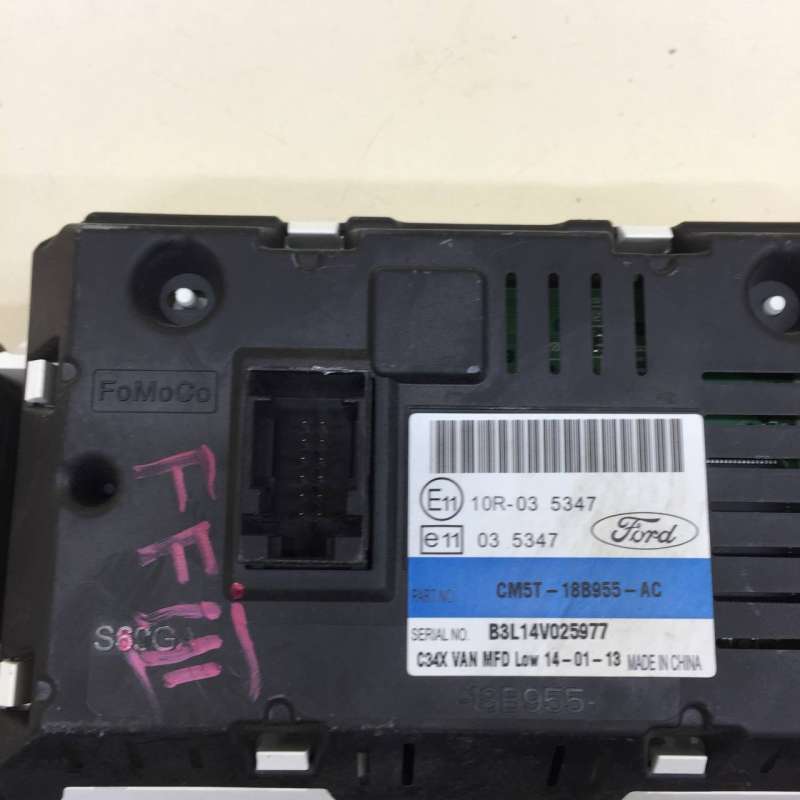 FoMoCo
E11 10R-03 5347
e11 03 5347
Ford
PART NO. CM5T-18B955-AC
SERIAL NO. B3L14V025977
C34X VAN MFD Low 14-01-13 MADE IN CHINA
18B955-
FFIII